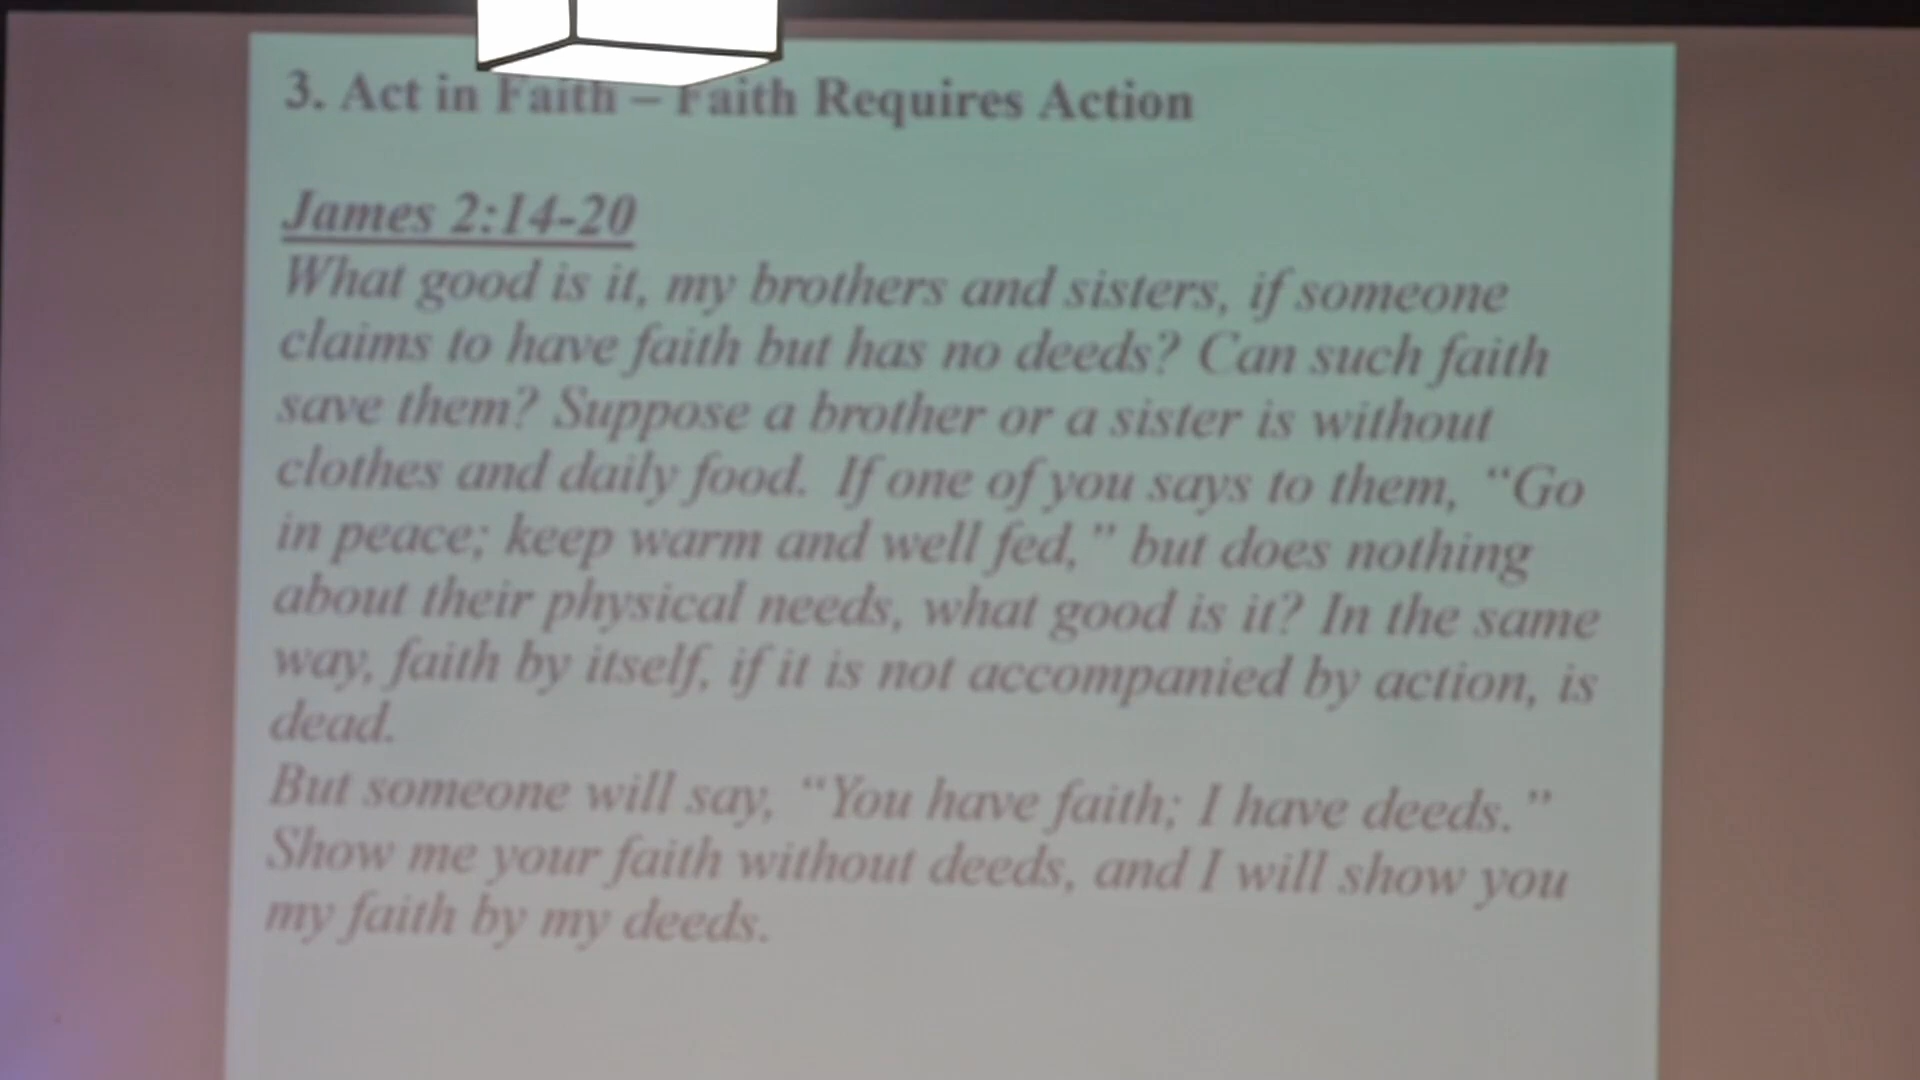 3. Act in Faith – Faith Requires Action
James 2:14-20
What good is it, my brothers and sisters, if someone
claims to have faith but has no deeds? Can such faith
save them? Suppose a brother or a sister is without
clothes and daily food. If one of you says to them, “Go
in peace; keep warm and well fed,” but does nothing
about their physical needs, what good is it? In the same
way, faith by itself, if it is not accompanied by action, is
dead.
But someone will say, “You have faith; I have deeds.”
Show me your faith without deeds, and I will show you
my faith by my deeds.